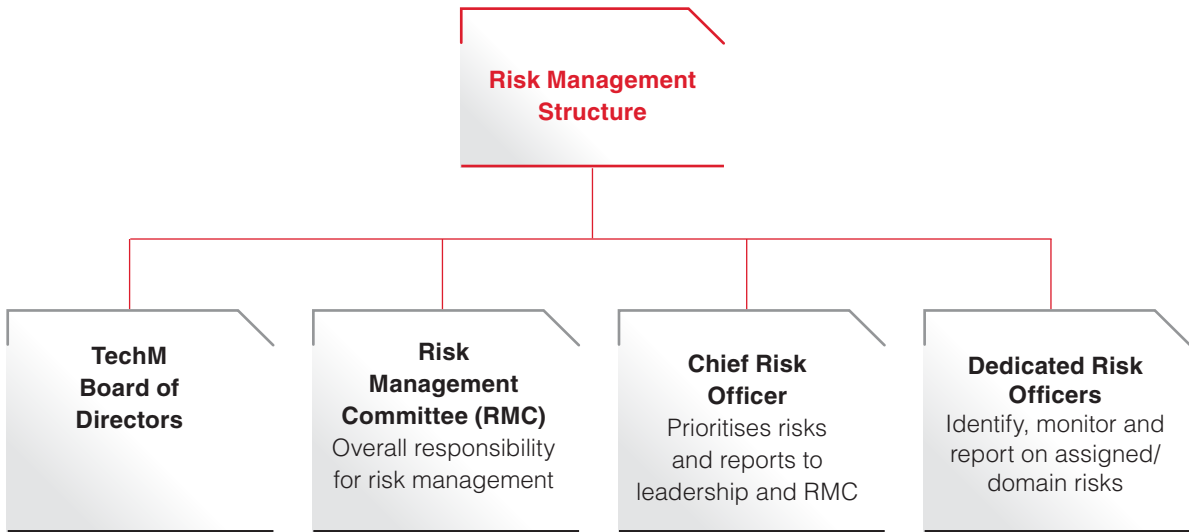 Risk Management
Structure
TechM
Board of
Directors
Risk
Management
Committee (RMC)
Overall responsibility
for risk management
Chief Risk
Officer
Prioritises risks
and reports to
leadership and RMC
Dedicated Risk
Officers
Identify, monitor and
report on assigned/
domain risks